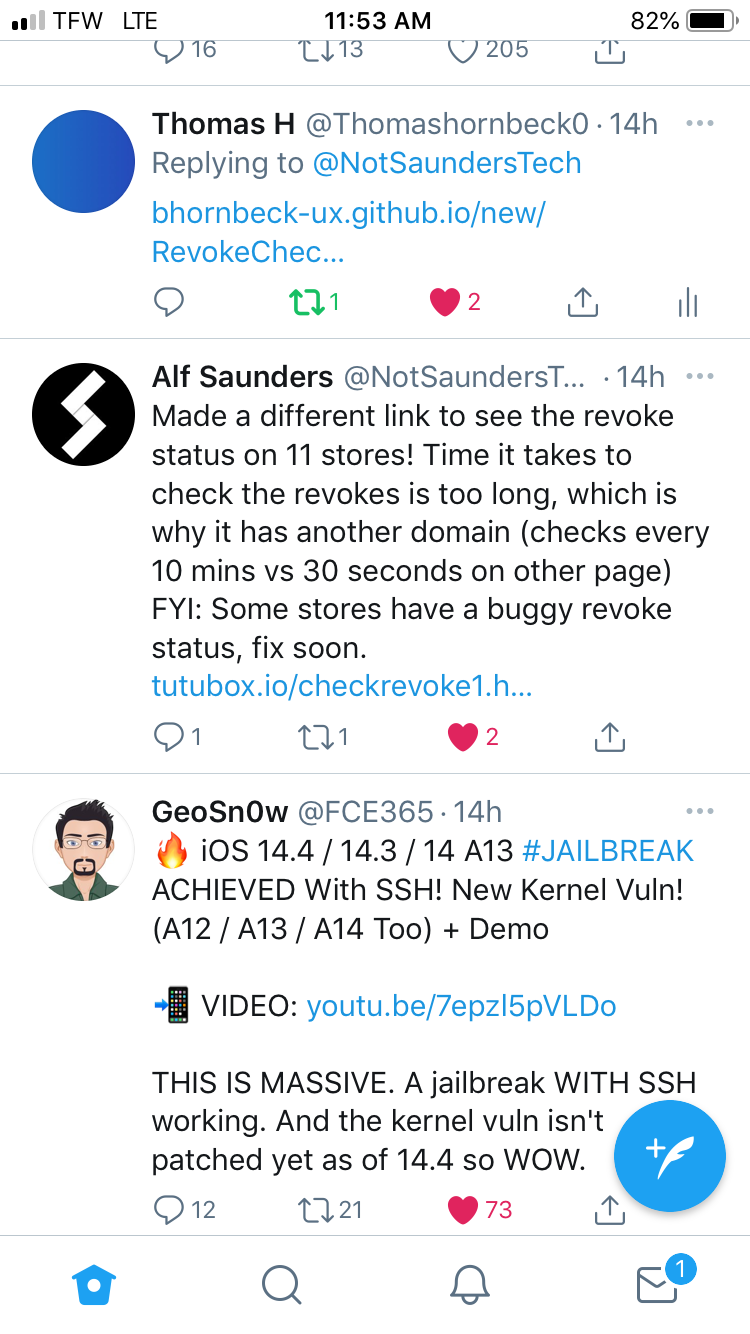 TFW LTE 11:53 AM 82%
16 13 205
Thomas H @Thomashornbeck0 · 14h
Replying to @NotSaundersTech
bhornbeck-ux.github.io/new/
RevokeChec...
1 2
Alf Saunders @NotSaundersT... · 14h
Made a different link to see the revoke
status on 11 stores! Time it takes to
check the revokes is too long, which is
why it has another domain (checks every
10 mins vs 30 seconds on other page)
FYI: Some stores have a buggy revoke
status, fix soon.
tutubox.io/checkrevoke1.h...
1 1 2
GeoSn0w @FCE365 · 14h
🔥 iOS 14.4 / 14.3 / 14 A13 #JAILBREAK
ACHIEVED With SSH! New Kernel Vuln!
(A12 / A13 / A14 Too) + Demo
📲 VIDEO: youtu.be/7epzl5pVLDo
THIS IS MASSIVE. A jailbreak WITH SSH
working. And the kernel vuln isn't
patched yet as of 14.4 so WOW.
12 21 73
1